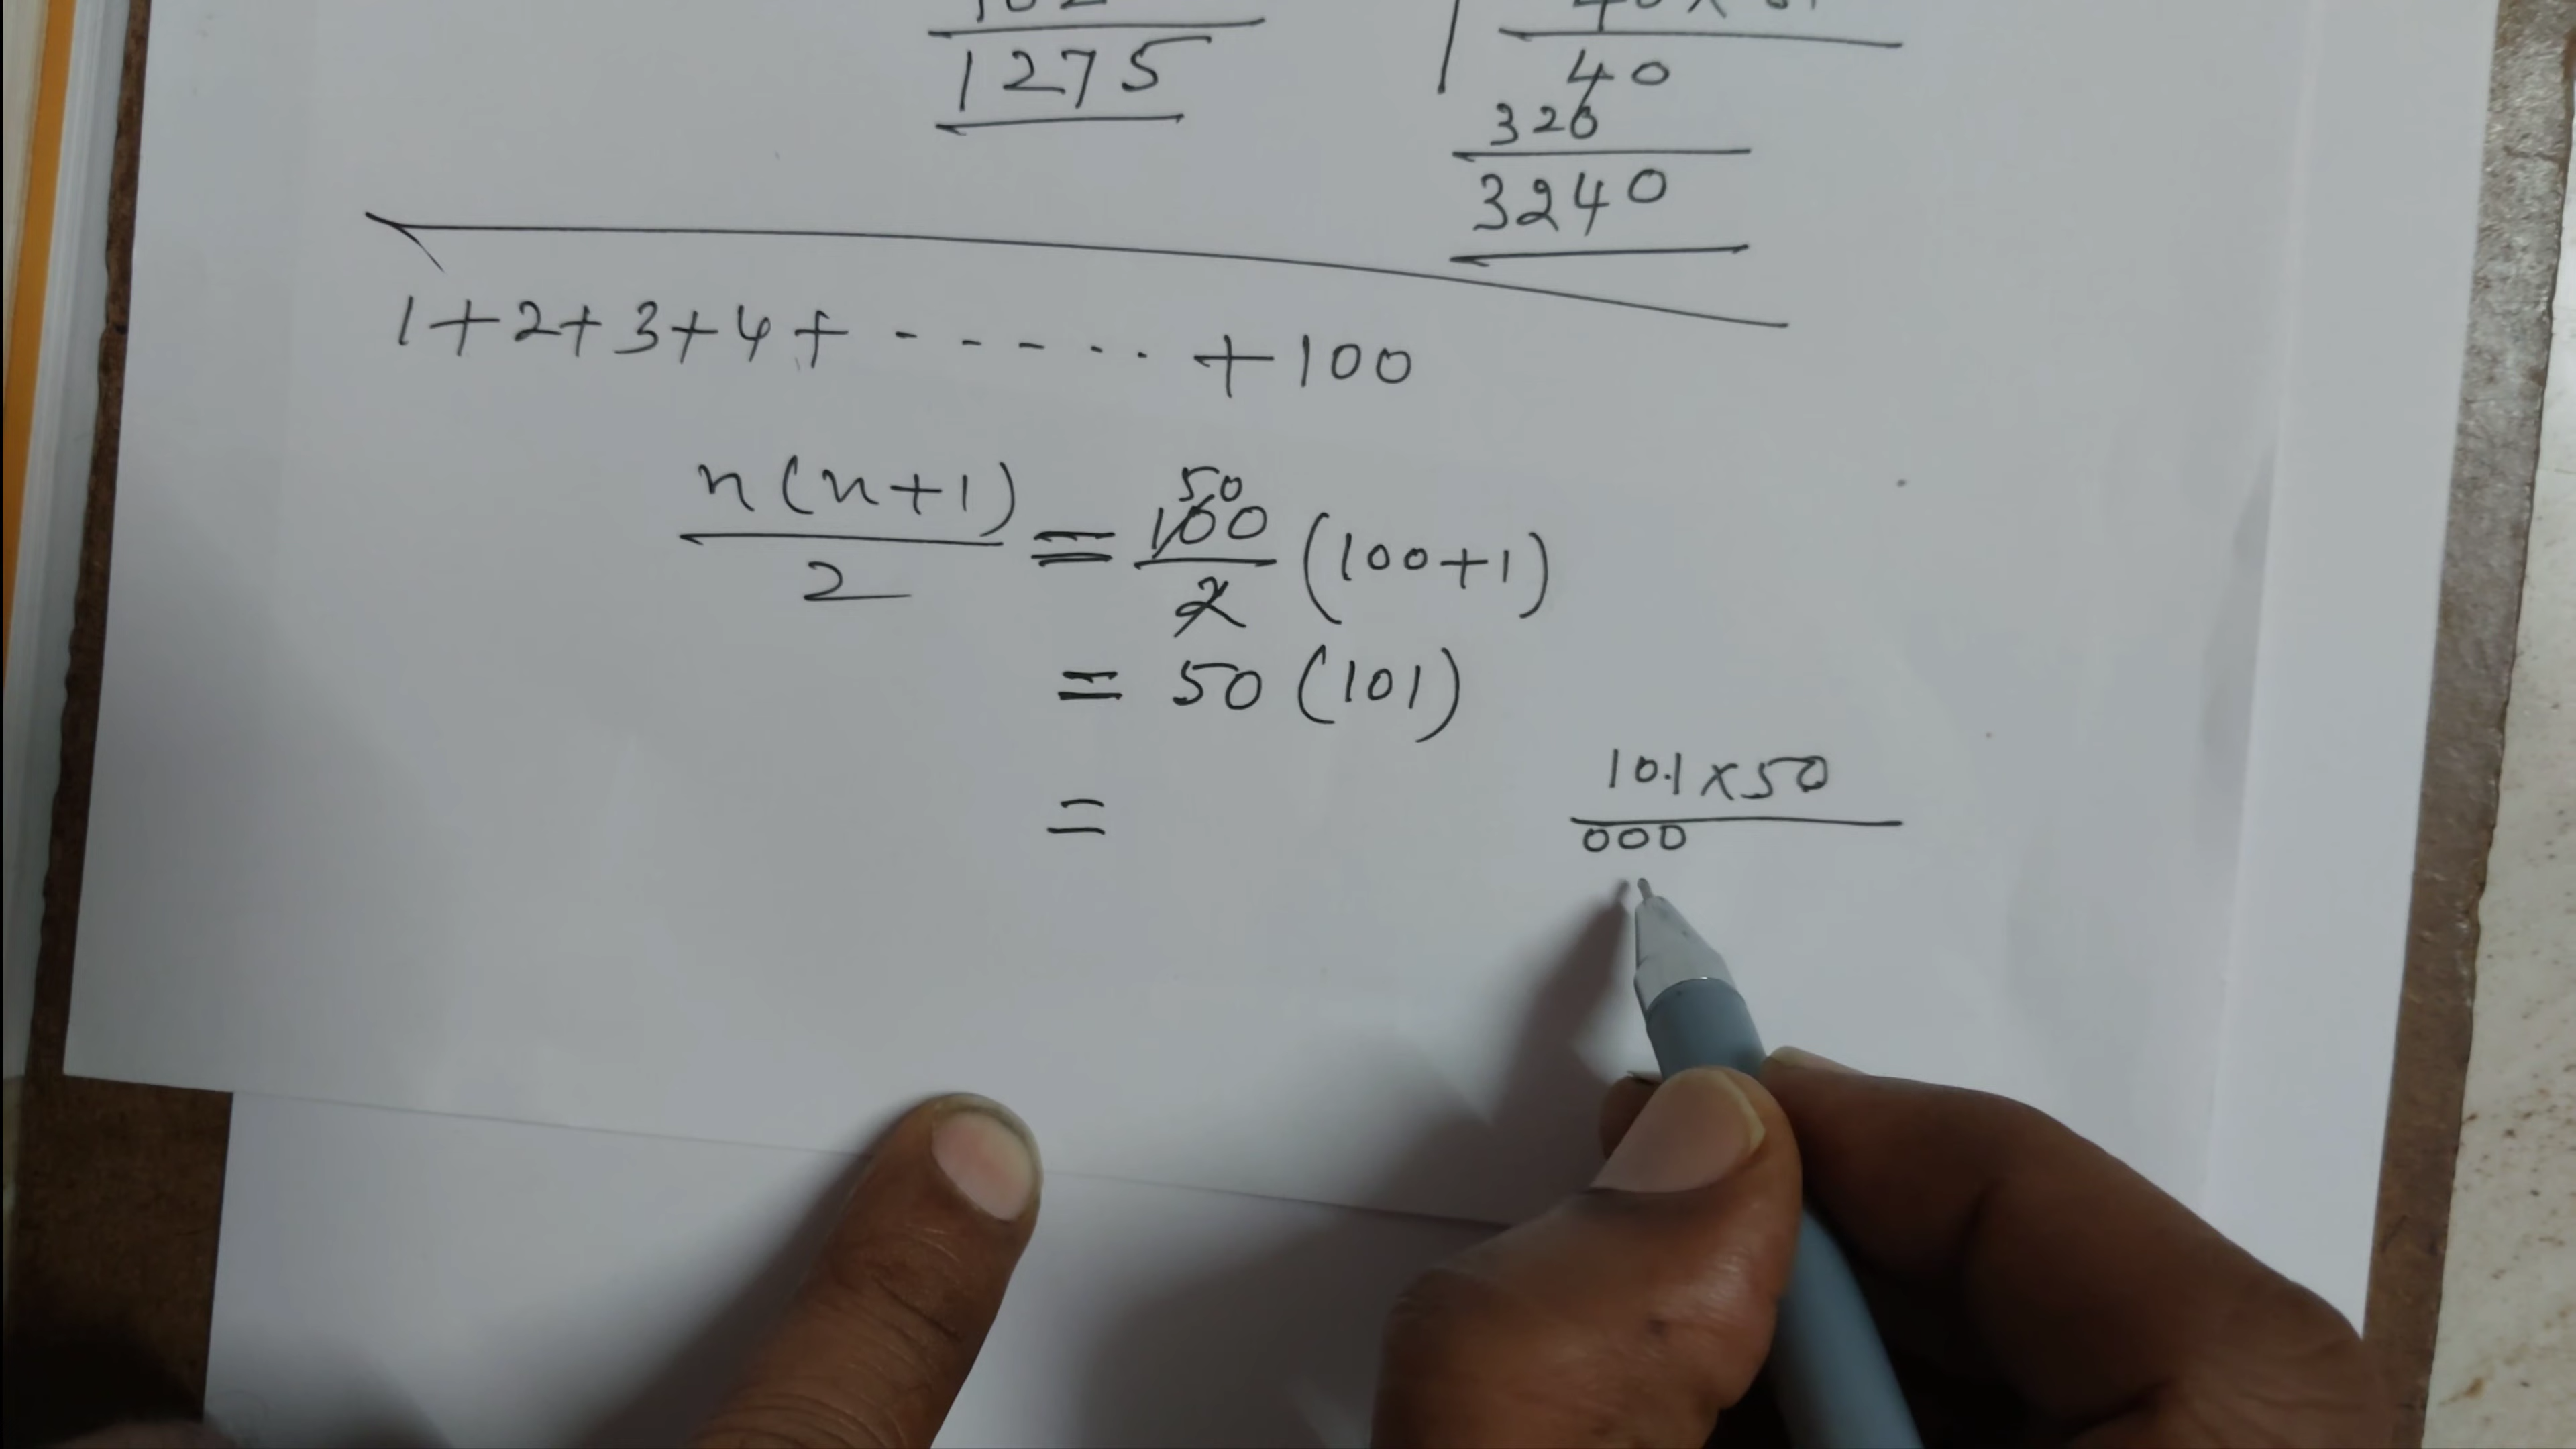 1275
40
320
3240
1+2+3+4+ - - - - · · +100
n(n+1)/2 = 100/2 (100+1)
50
= 50 (101)
101×50
=
000